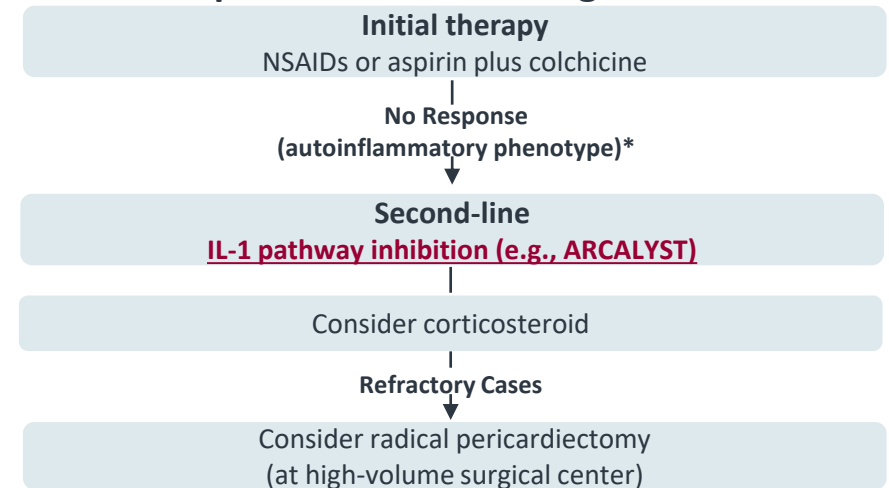 Initial therapy
NSAIDs or aspirin plus colchicine
No Response
(autoinflammatory phenotype)*
Second-line
IL-1 pathway inhibition (e.g., ARCALYST)
Consider corticosteroid
Refractory Cases
Consider radical pericardiectomy
(at high-volume surgical center)